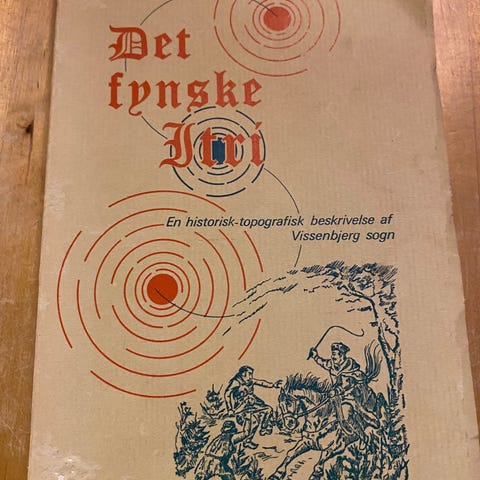 Det
fynske
Itri
En historisk-topografisk beskrivelse af
Vissenbjerg sogn